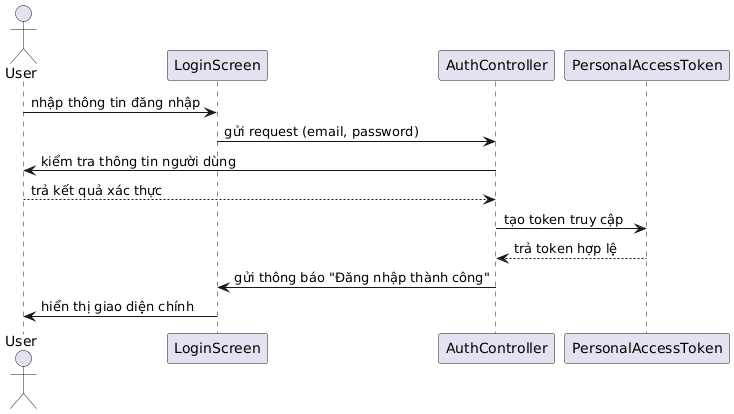 User
LoginScreen
AuthController
PersonalAccessToken
nhập thông tin đăng nhập
gửi request (email, password)
kiểm tra thông tin người dùng
trả kết quả xác thực
tạo token truy cập
trả token hợp lệ
gửi thông báo "Đăng nhập thành công"
hiển thị giao diện chính
User
LoginScreen
AuthController
PersonalAccessToken